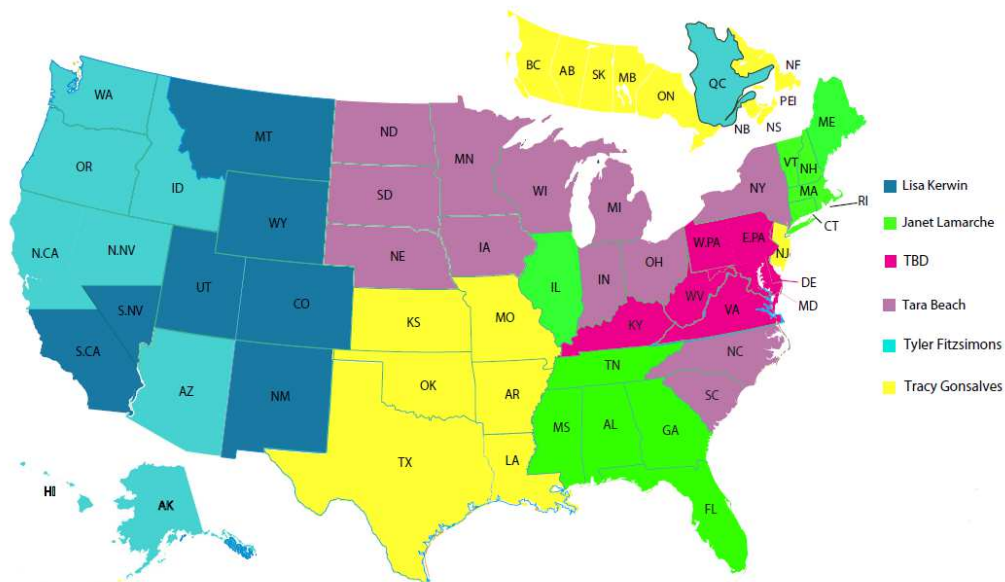 BC
AB
SK
MB
ON
QC
NF
PEI
NS
NB
WA
OR
ID
MT
ND
MN
SD
WY
WI
MI
NY
ME
VT
NH
MA
RI
CT
N.CA
N.NV
UT
CO
NE
IA
IL
IN
OH
W.PA
E.PA
NJ
DE
MD
S.NV
S.CA
AZ
NM
KS
MO
KY
WV
VA
OK
AR
TN
NC
SC
TX
LA
MS
AL
GA
FL
HI
AK
Lisa Kerwin
Janet Lamarche
TBD
Tara Beach
Tyler Fitzsimons
Tracy Gonsalves